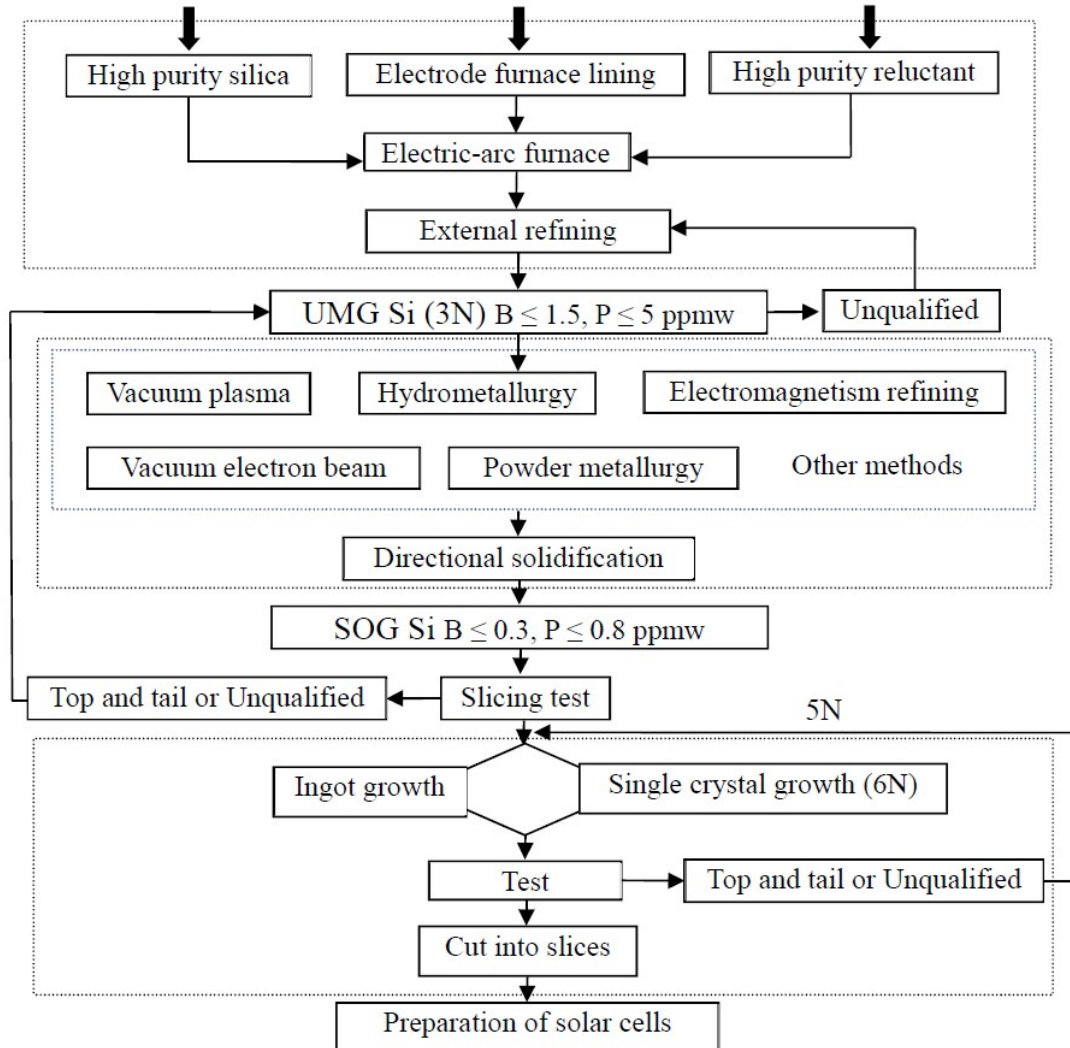 High purity silica
Electrode furnace lining
High purity reluctant
Electric-arc furnace
External refining
UMG Si (3N) B ≤ 1.5, P ≤ 5 ppmw
Unqualified
Vacuum plasma
Hydrometallurgy
Electromagnetism refining
Vacuum electron beam
Powder metallurgy
Other methods
Directional solidification
SOG Si B ≤ 0.3, P ≤ 0.8 ppmw
Top and tail or Unqualified
Slicing test
5N
Ingot growth
Single crystal growth (6N)
Test
Top and tail or Unqualified
Cut into slices
Preparation of solar cells